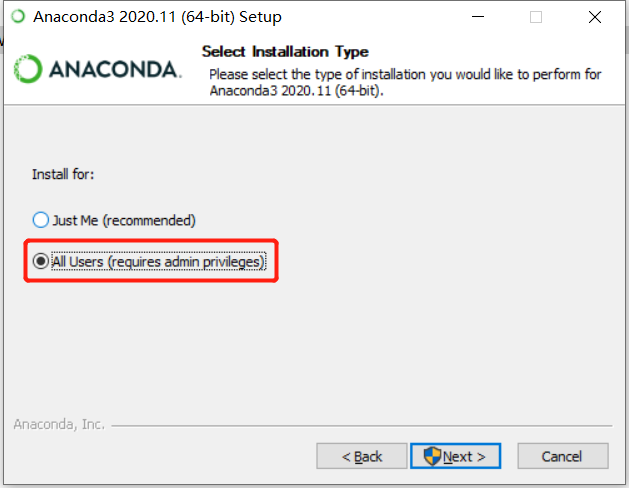 Anaconda3 2020.11 (64-bit) Setup
Select Installation Type
ANACONDA.
Please select the type of installation you would like to perform for
Anaconda3 2020.11 (64-bit).
Install for:
Just Me (recommended)
All Users (requires admin privileges)
Anaconda, Inc.
< Back
Next >
Cancel